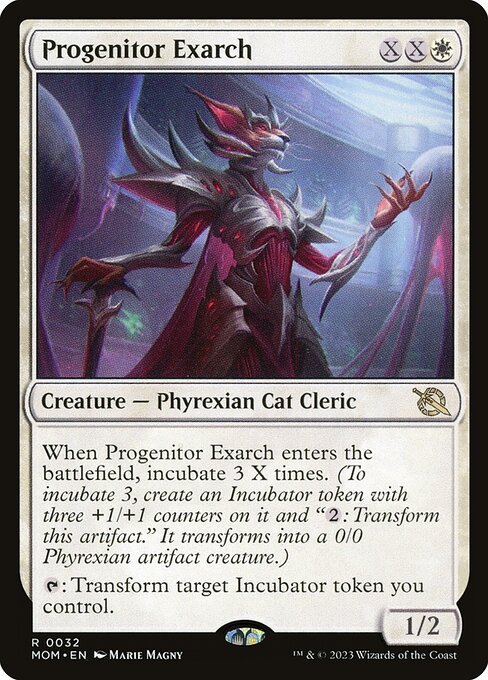 Progenitor Exarch XX
Creature — Phyrexian Cat Cleric
When Progenitor Exarch enters the
battlefield, incubate 3 X times. (To
incubate 3, create an Incubator token with
three +1/+1 counters on it and “2: Transform
this artifact.” It transforms into a 0/0
Phyrexian artifact creature.)
: Transform target Incubator token you
control.
1/2
R 0032
MOM • EN Marie Magny
™ & © 2023 Wizards of the Coast